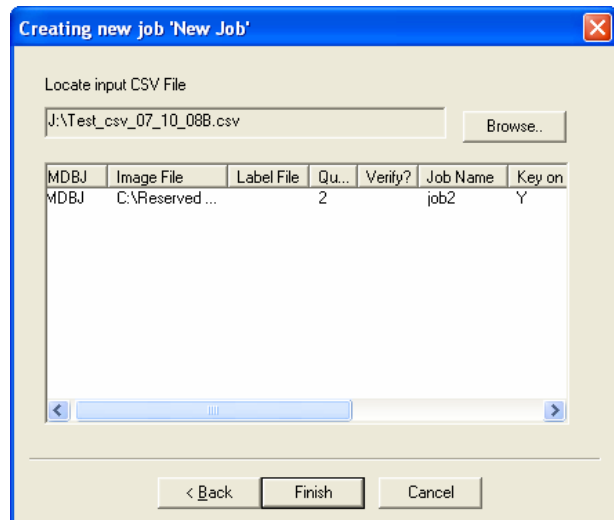 Creating new job 'New Job'
Locate input CSV File
J:\Test_csv_07_10_08B.csv
Browse..
MDBJ Image File Label File Qu... Verify? Job Name Key on
MDBJ C:\Reserved ... 2 job2 Y
< Back Finish Cancel